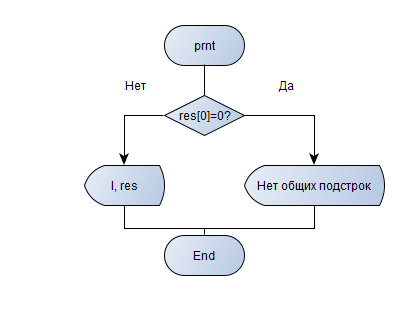 prnt
Нет
Да
res[0]=0?
l, res
Нет общих подстрок
End